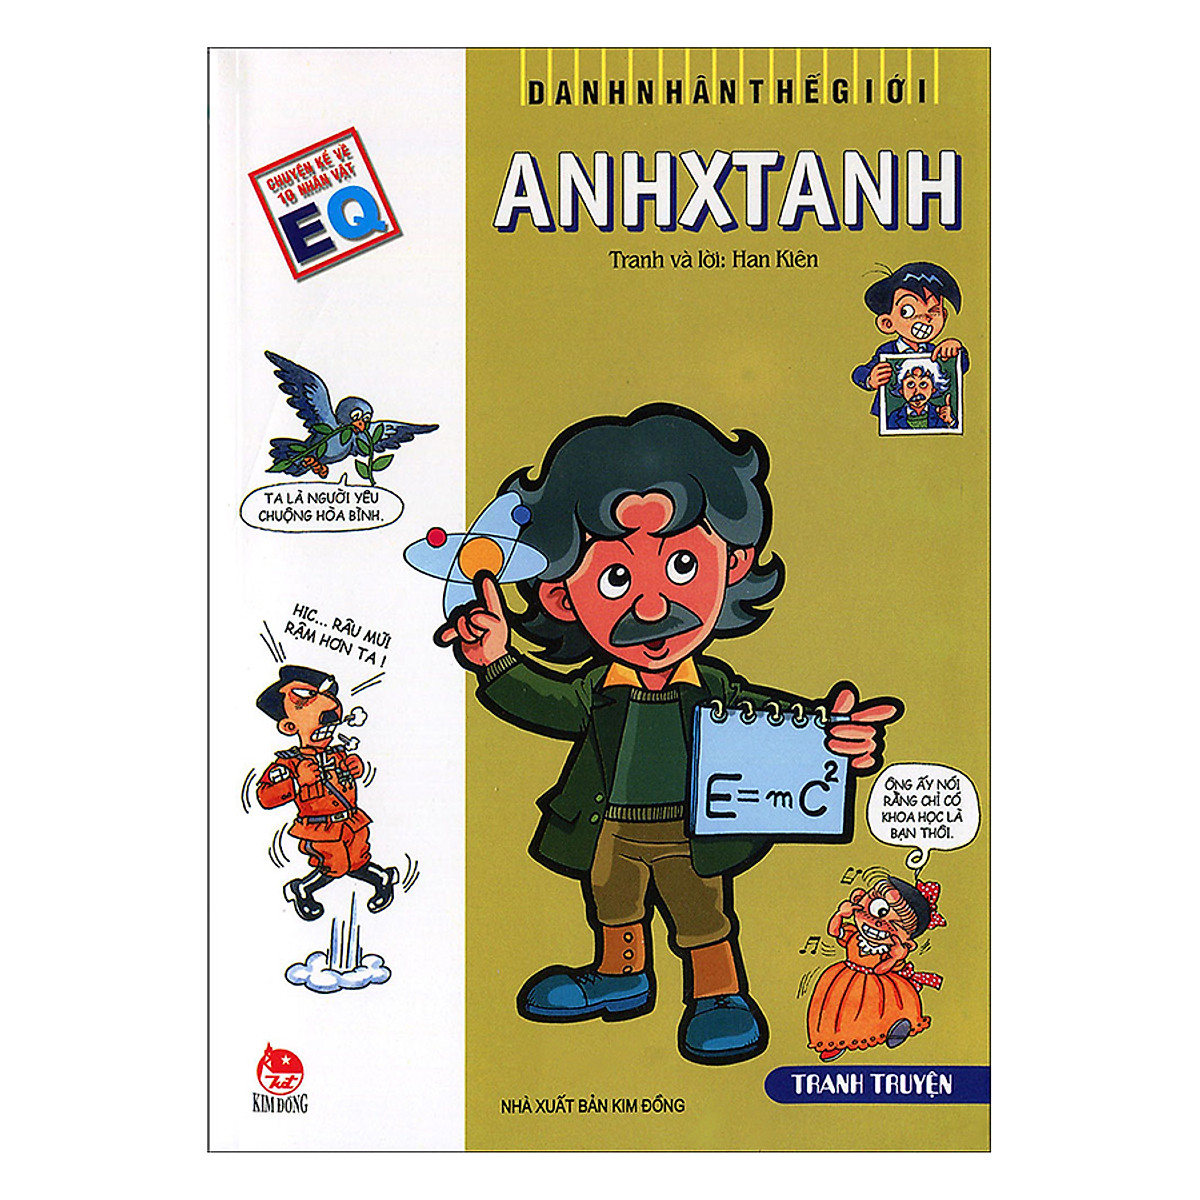 DANH NHÂN THẾ GIỚI
CHUYỆN KỂ VỀ
10 NHÂN VẬT
EQ
ANHXTANH
Tranh và lời: Han Kiên
TA LÀ NGƯỜI YÊU
CHUỘNG HÒA BÌNH.
HIC... RÂU MŨI
RẬM HƠN TA !
E=mC²
ÔNG ẤY NÓI
RẰNG CHỈ CÓ
KHOA HỌC LÀ
BẠN THÔI.
TRANH TRUYỆN
KIM ĐỒNG
NHÀ XUẤT BẢN KIM ĐỒNG